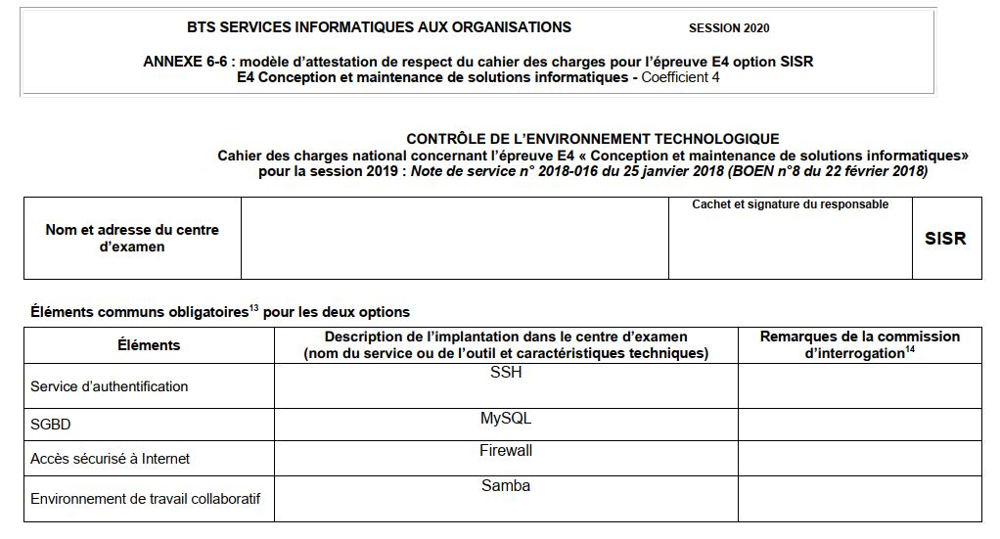 BTS SERVICES INFORMATIQUES AUX ORGANISATIONS SESSION 2020
ANNEXE 6-6 : modèle d’attestation de respect du cahier des charges pour l’épreuve E4 option SISR
E4 Conception et maintenance de solutions informatiques - Coefficient 4
CONTRÔLE DE L’ENVIRONNEMENT TECHNOLOGIQUE
Cahier des charges national concernant l’épreuve E4 « Conception et maintenance de solutions informatiques»
pour la session 2019 : Note de service n° 2018-016 du 25 janvier 2018 (BOEN n°8 du 22 février 2018)
Nom et adresse du centre
d’examen
Cachet et signature du responsable
SISR
Éléments communs obligatoires13 pour les deux options
Éléments
Description de l’implantation dans le centre d’examen
(nom du service ou de l’outil et caractéristiques techniques)
Remarques de la commission
d’interrogation14
Service d’authentification
SSH
SGBD
MySQL
Accès sécurisé à Internet
Firewall
Environnement de travail collaboratif
Samba